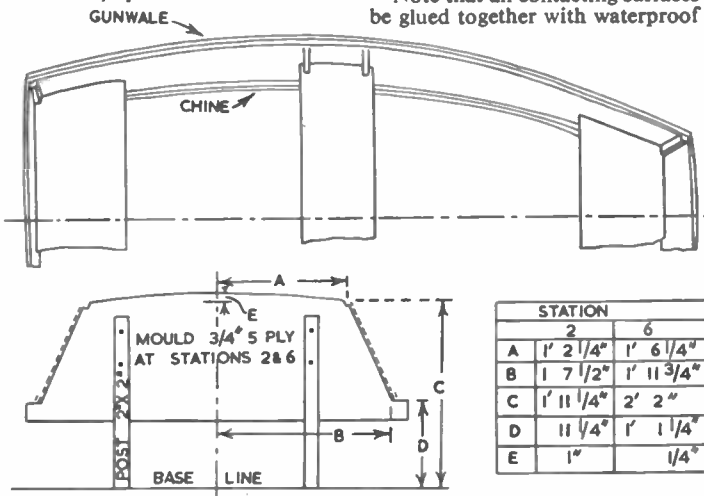 Note that all contacting surfaces
be glued together with waterproof
GUNWALE
CHINE
A
E
MOULD 3/4" 5 PLY
AT STATIONS 2&6
C
B
D
POST 2"X2"
BASE LINE
STATION
2 6
A 1' 2 1/4" 1' 6 1/4"
B 1 7 1/2" 1' 11 3/4"
C 1' 11 1/4" 2' 2"
D 11 1/4" 1' 1 1/4"
E 1" 1/4"